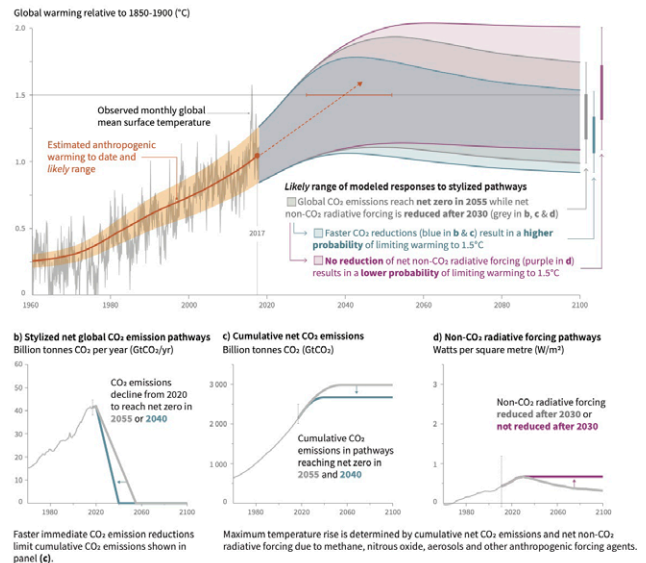 Global warming relative to 1850-1900 (°C)
2.0
1.5
1.0
0.5
0
Observed monthly global
mean surface temperature
Estimated anthropogenic
warming to date and
likely range
2017
Likely range of modeled responses to stylized pathways
Global CO₂ emissions reach net zero in 2055 while net
non-CO₂ radiative forcing is reduced after 2030 (grey in b, c & d)
Faster CO₂ reductions (blue in b & c) result in a higher
probability of limiting warming to 1.5°C
No reduction of net non-CO₂ radiative forcing (purple in d)
results in a lower probability of limiting warming to 1.5°C
1960 1980 2000 2020 2040 2060 2080 2100
b) Stylized net global CO₂ emission pathways
Billion tonnes CO₂ per year (GtCO₂/yr)
60
50
40
30
20
10
0
CO₂ emissions
decline from 2020
to reach net zero in
2055 or 2040
1980 2020 2060 2100
Faster immediate CO₂ emission reductions
limit cumulative CO₂ emissions shown in
panel (c).
c) Cumulative net CO₂ emissions
Billion tonnes CO₂ (GtCO₂)
3 000
2 000
1 000
0
Cumulative CO₂
emissions in pathways
reaching net zero in
2055 and 2040
1980 2020 2060 2100
d) Non-CO₂ radiative forcing pathways
Watts per square metre (W/m²)
3
2
1
0
Non-CO₂ radiative forcing
reduced after 2030 or
not reduced after 2030
1980 2020 2060 2100
Maximum temperature rise is determined by cumulative net CO₂ emissions and net non-CO₂
radiative forcing due to methane, nitrous oxide, aerosols and other anthropogenic forcing agents.